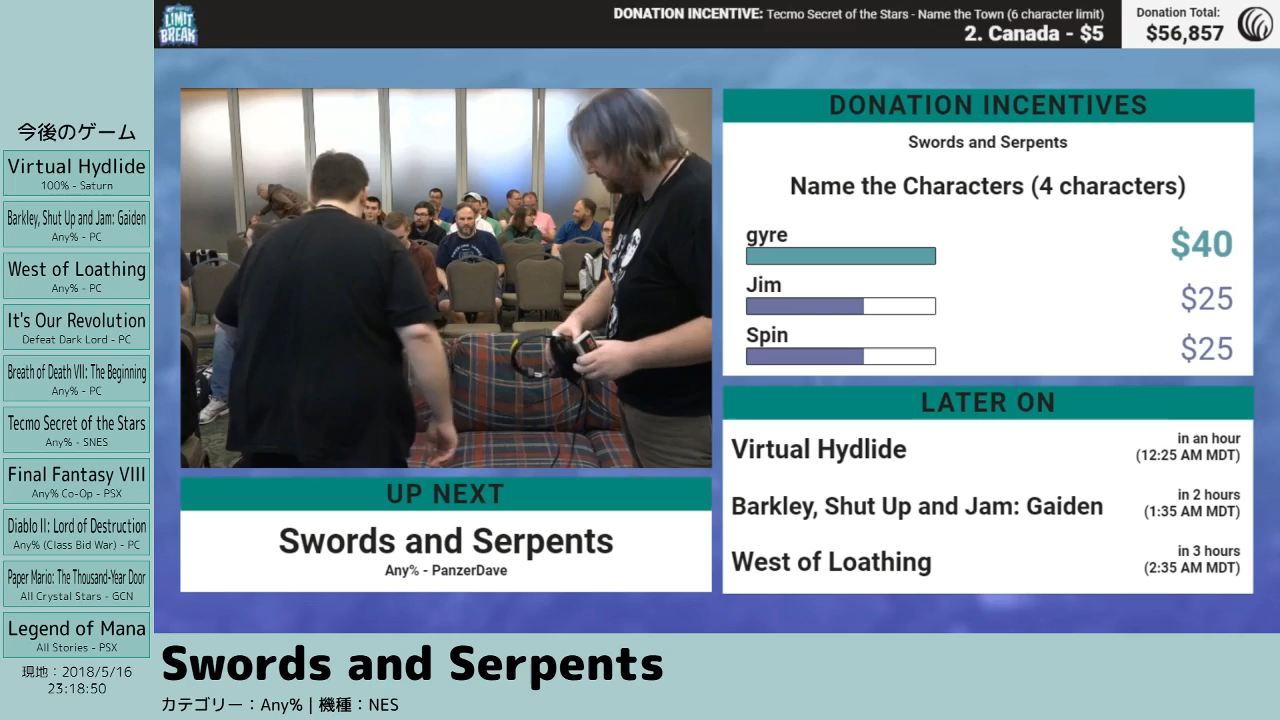 LIMIT
BREAK
DONATION INCENTIVE: Tecmo Secret of the Stars - Name the Town (6 character limit)
2. Canada - $5
Donation Total:
$56,857
今後のゲーム
Virtual Hydlide
100% - Saturn
Barkley, Shut Up and Jam: Gaiden
Any% - PC
West of Loathing
Any% - PC
It's Our Revolution
Defeat Dark Lord - PC
Breath of Death VII: The Beginning
Any% - PC
Tecmo Secret of the Stars
Any% - SNES
Final Fantasy VIII
Any% Co-Op - PSX
Diablo II: Lord of Destruction
Any% (Class Bid War) - PC
Paper Mario: The Thousand-Year Door
All Crystal Stars - GCN
Legend of Mana
All Stories - PSX
現地：2018/5/16
23:18:50
UP NEXT
Swords and Serpents
Any% - PanzerDave
DONATION INCENTIVES
Swords and Serpents
Name the Characters (4 characters)
gyre
$40
Jim
$25
Spin
$25
LATER ON
Virtual Hydlide
in an hour
(12:25 AM MDT)
Barkley, Shut Up and Jam: Gaiden
in 2 hours
(1:35 AM MDT)
West of Loathing
in 3 hours
(2:35 AM MDT)
Swords and Serpents
カテゴリー：Any% | 機種：NES